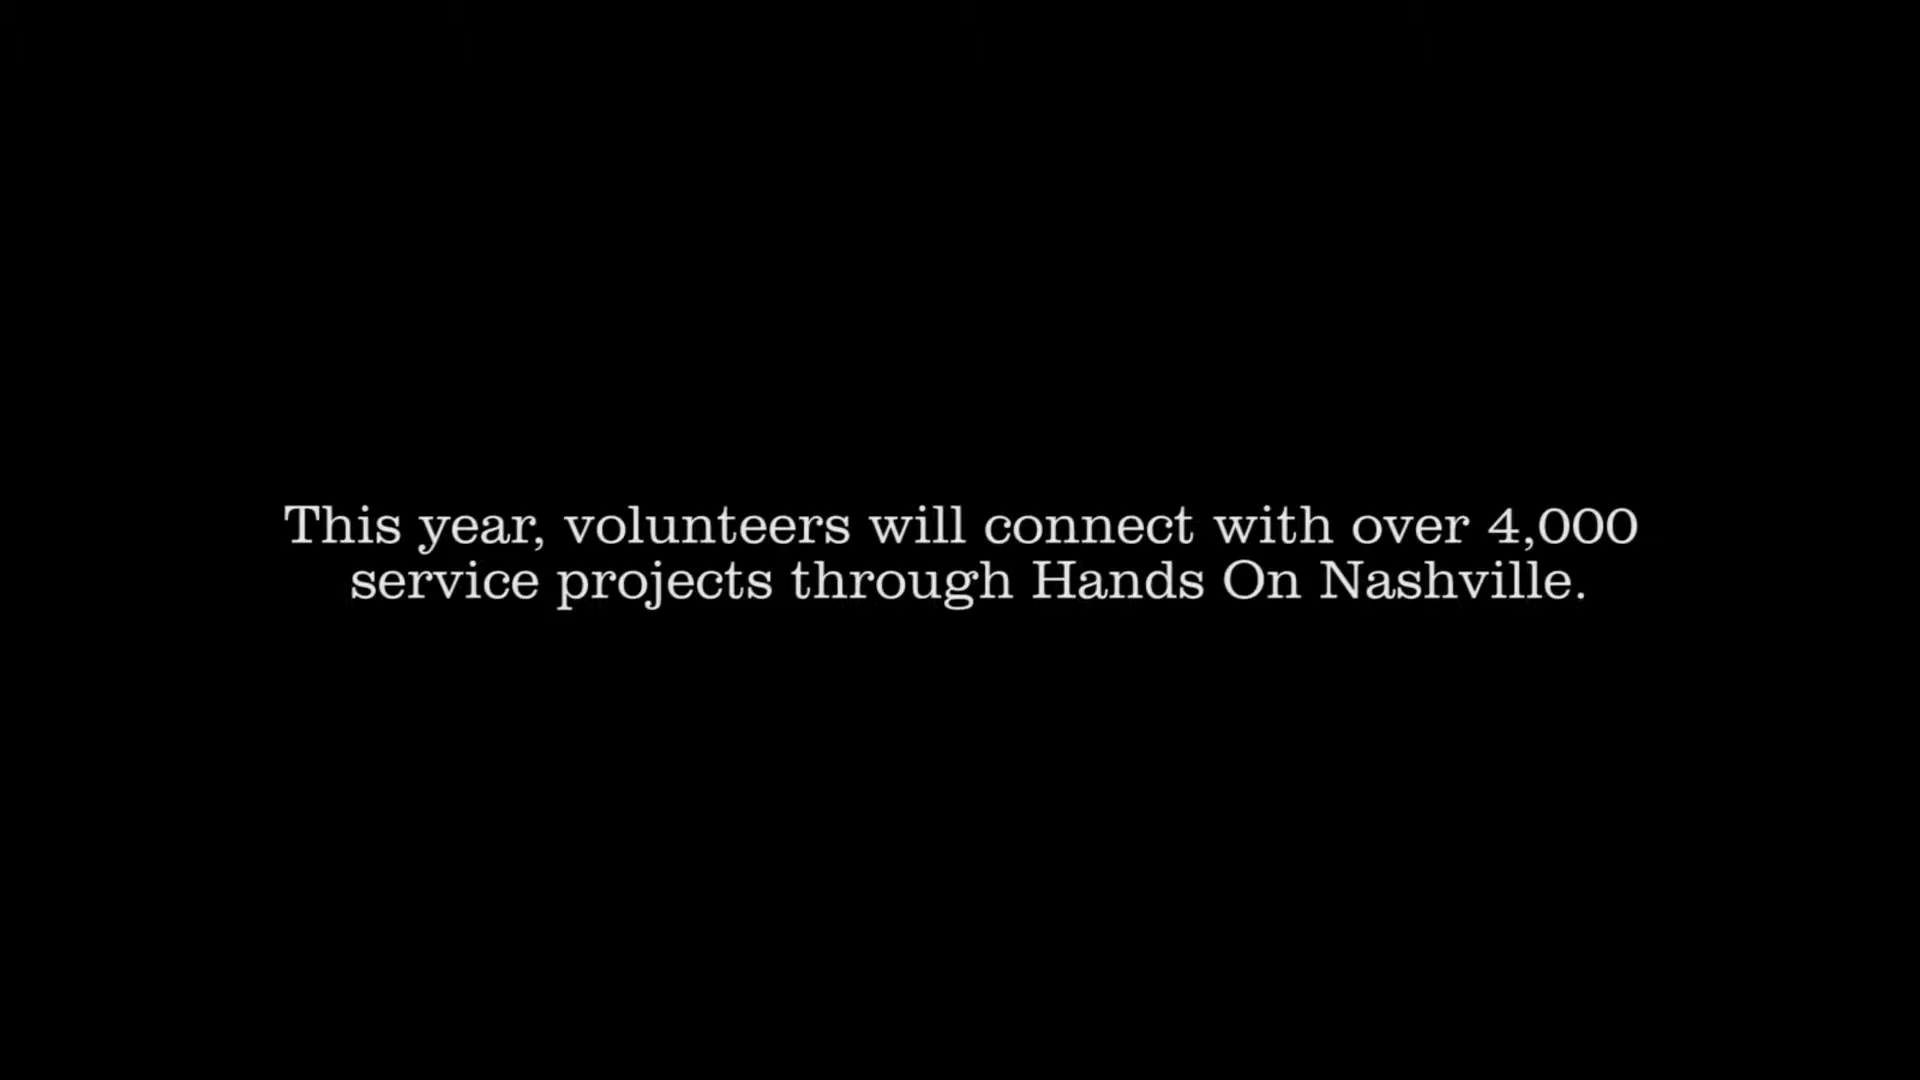 This year, volunteers will connect with over 4,000
service projects through Hands On Nashville.